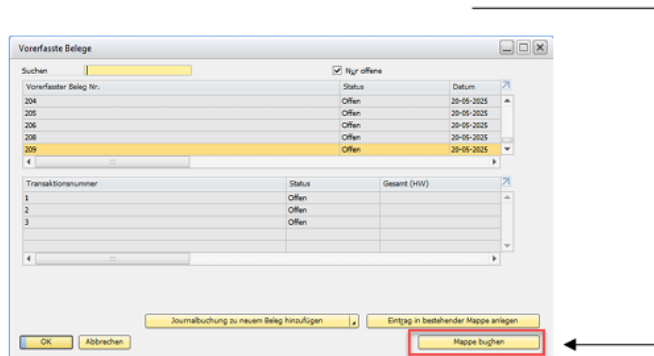 Vorerfasste Belege
Suchen
Nur offene
Vorerfasster Beleg Nr. Status Datum
204 Offen 20-05-2025
205 Offen 20-05-2025
206 Offen 20-05-2025
208 Offen 20-05-2025
209 Offen 20-05-2025
Transaktionsnummer Status Gesamt (HW)
1 Offen
2 Offen
3 Offen
Journalbuchung zu neuem Beleg hinzufügen Eintrag in bestehender Mappe anlegen
OK Abbrechen Mappe buchen